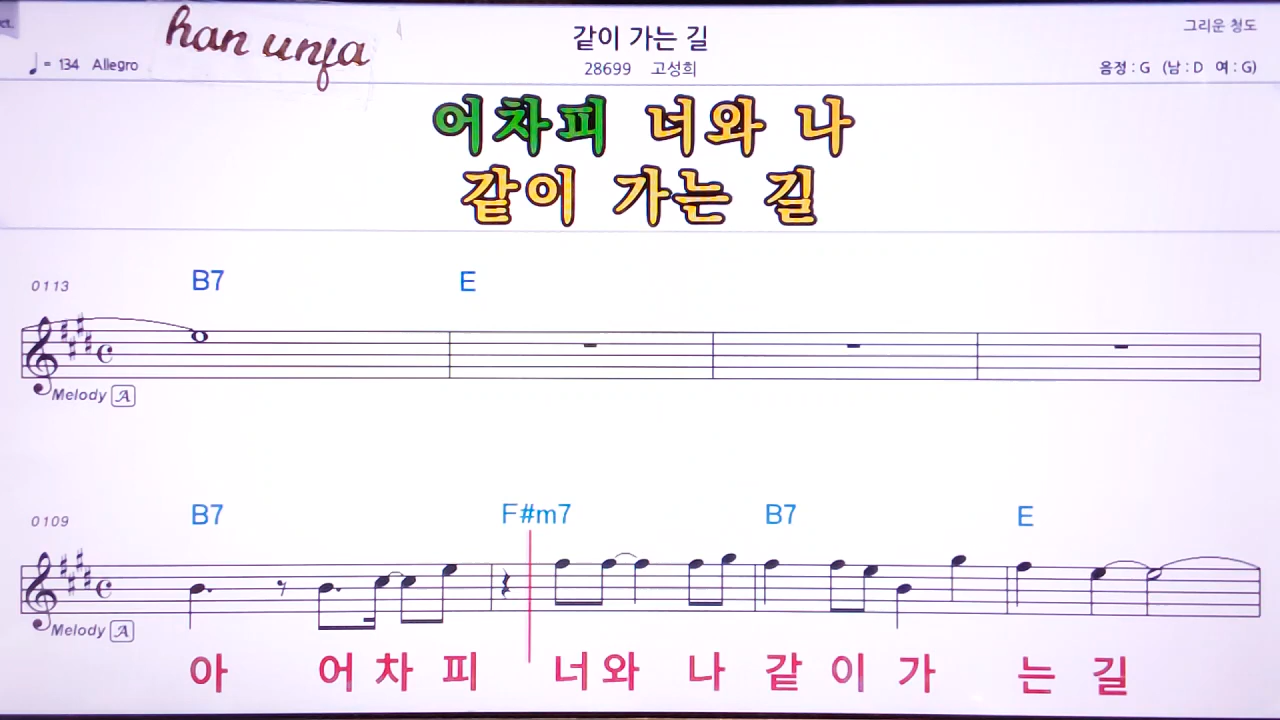 ct.
han unfa
같이 가는 길
그리운 청도
♩= 134 Allegro
28699 고성희
음정 : G (남 : D 여 : G)
어차피 너와 나
같이 가는 길
0113
B7 E
Melody A
0109
B7 F#m7 B7 E
Melody A
아 어 차 피 너 와 나 같 이 가 는 길